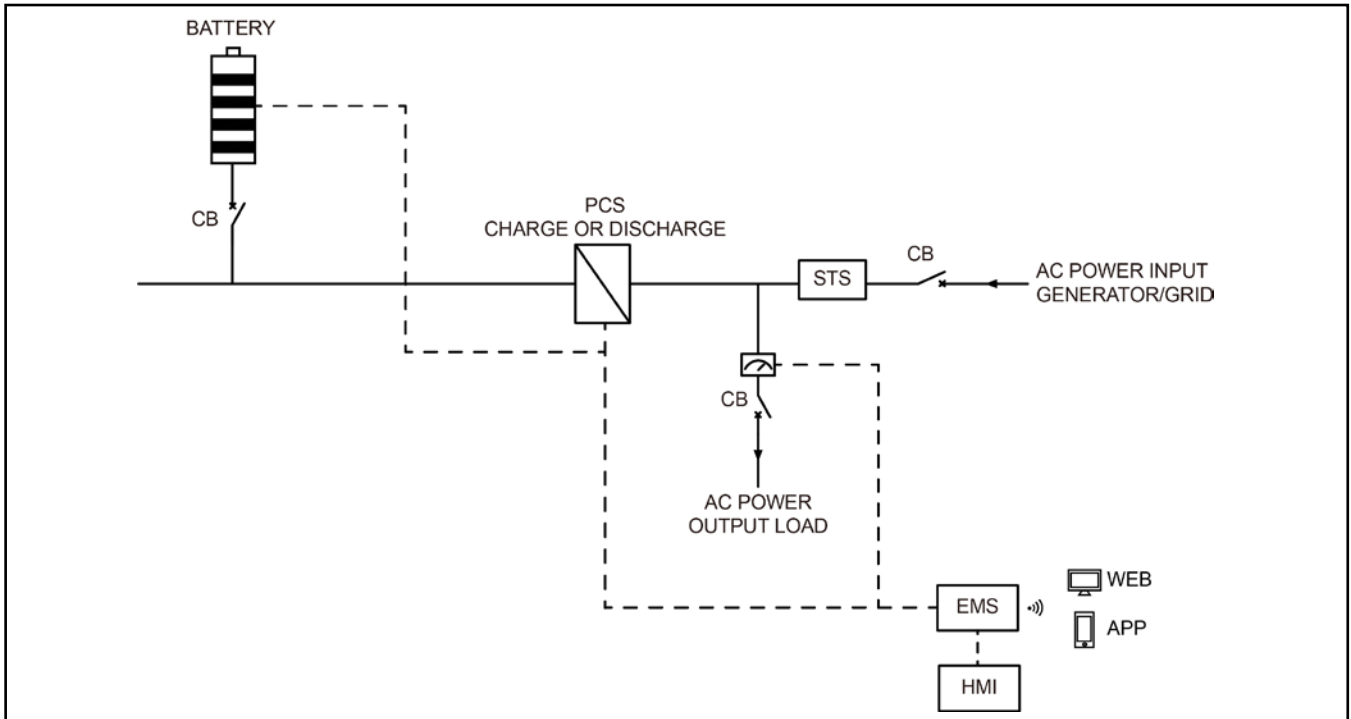 BATTERY
CB
PCS
CHARGE OR DISCHARGE
STS
CB
AC POWER INPUT
GENERATOR/GRID
CB
AC POWER
OUTPUT LOAD
EMS
WEB
APP
HMI